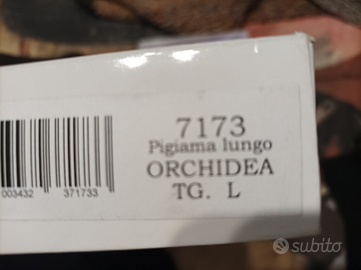 7173
Pigiama lungo
ORCHIDEA
TG. L
003432 371733
subito